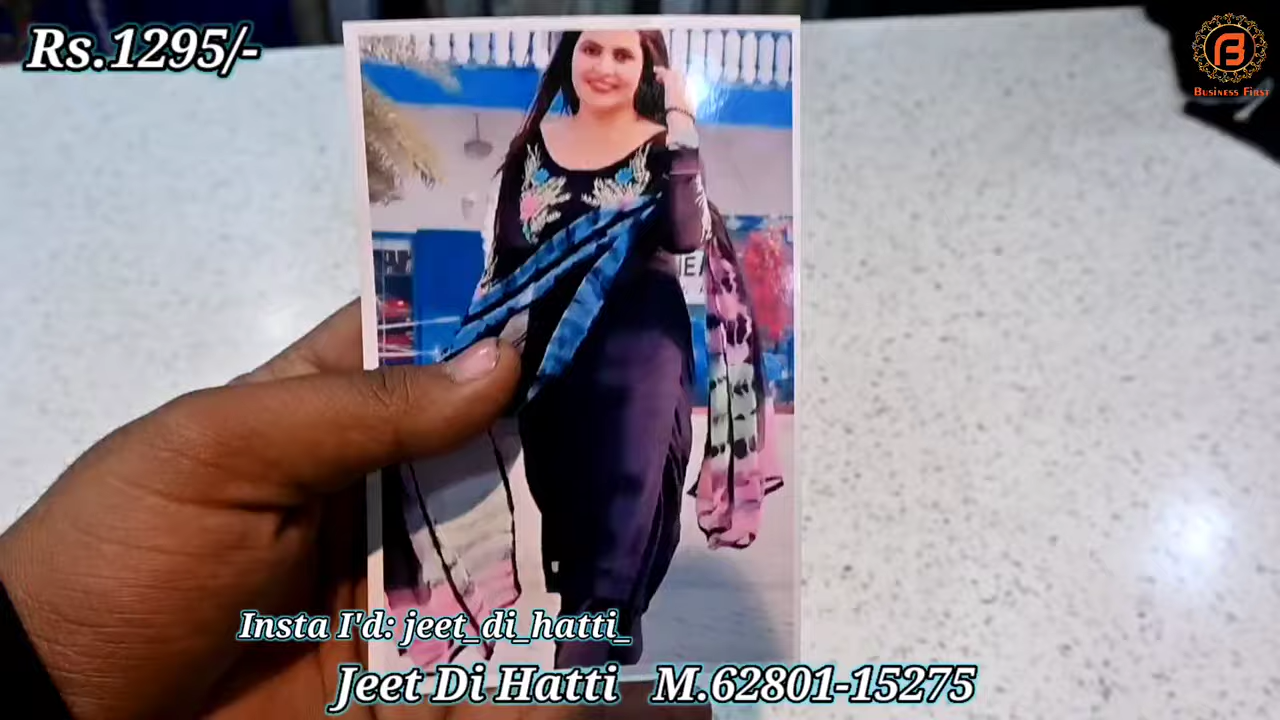 Rs.1295/-
B
BUSINESS FIRST
Insta I'd: jeet_di_hatti_
Jeet Di Hatti M.62801-15275